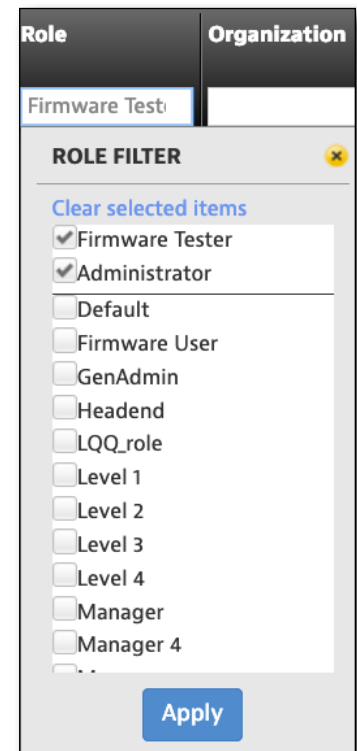 Role Organization
Firmware Test
ROLE FILTER
Clear selected items
Firmware Tester
Administrator
Default
Firmware User
GenAdmin
Headend
LQQ_role
Level 1
Level 2
Level 3
Level 4
Manager
Manager 4
Apply